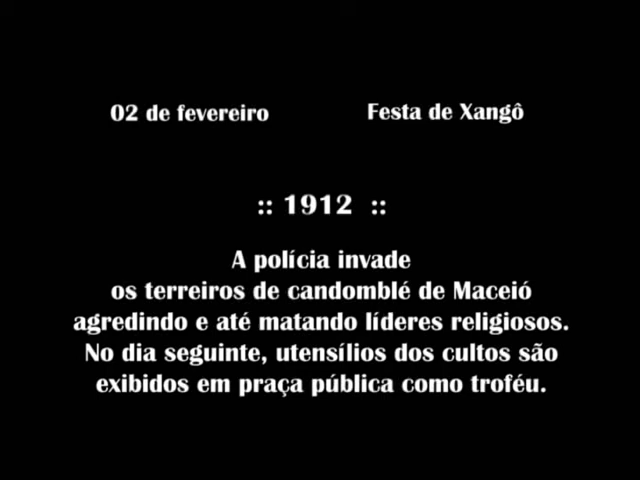 02 de fevereiro Festa de Xangô
:: 1912 ::
A polícia invade
os terreiros de candomblé de Maceió
agredindo e até matando líderes religiosos.
No dia seguinte, utensílios dos cultos são
exibidos em praça pública como troféu.